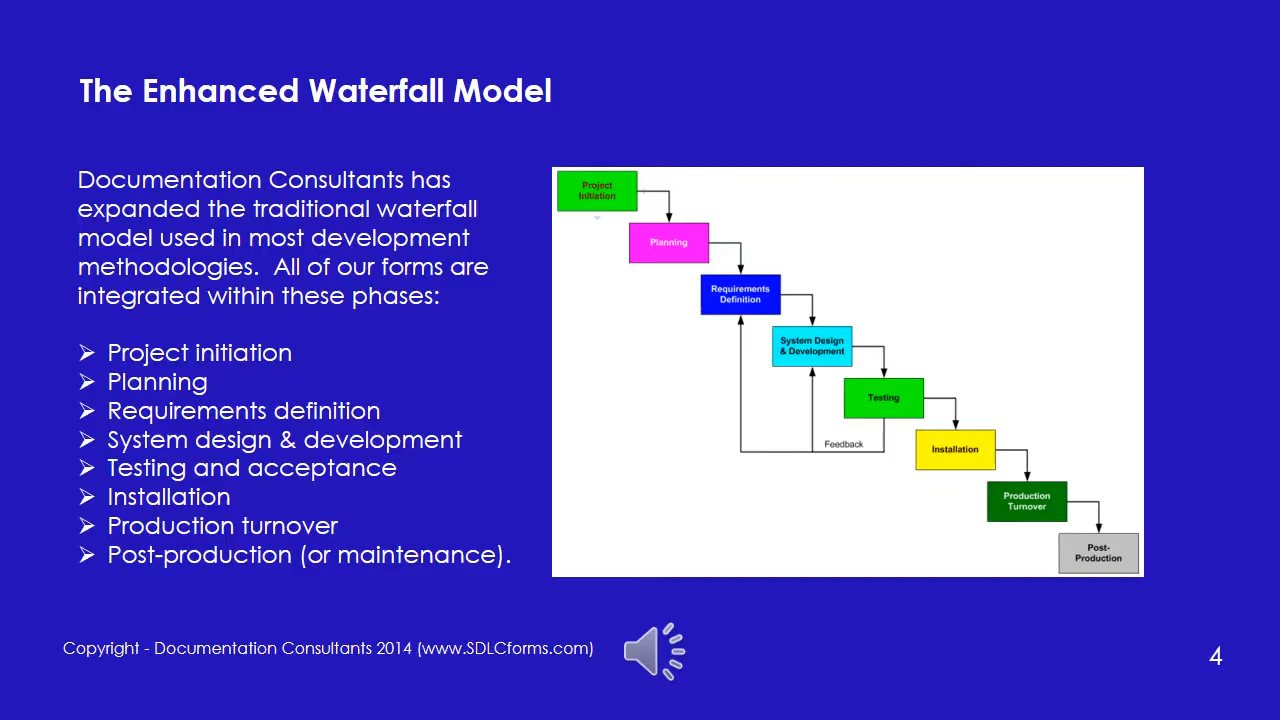 The Enhanced Waterfall Model
Documentation Consultants has
expanded the traditional waterfall
model used in most development
methodologies.  All of our forms are
integrated within these phases:
Project initiation
Planning
Requirements definition
System design & development
Testing and acceptance
Installation
Production turnover
Post-production (or maintenance).
Project
Initiation
Planning
Requirements
Definition
System Design
& Development
Testing
Feedback
Installation
Production
Turnover
Post-
Production
Copyright - Documentation Consultants 2014 (www.SDLCforms.com)
4